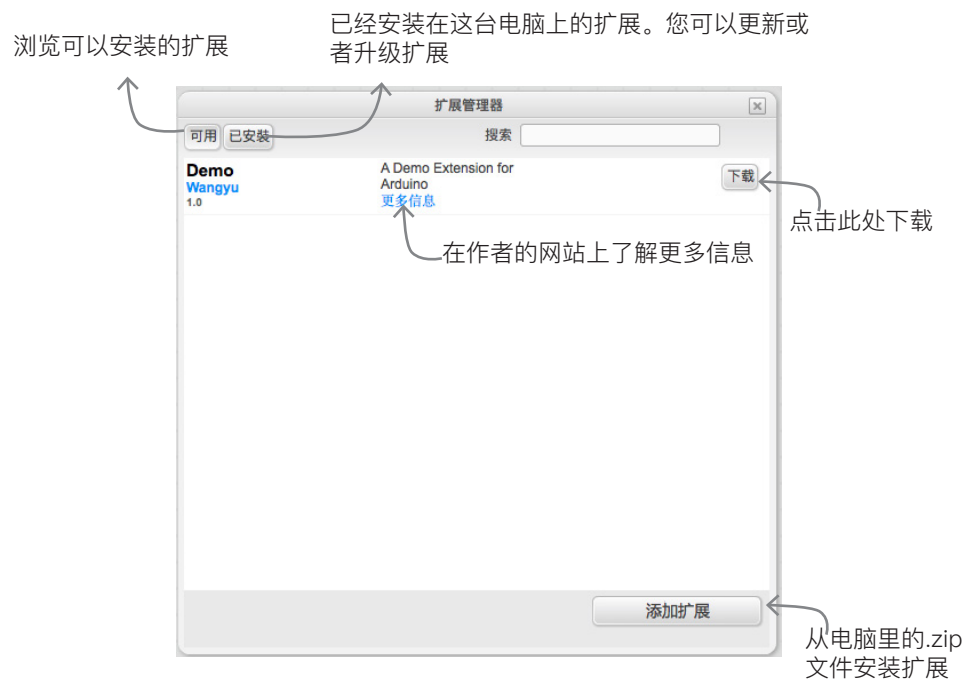 浏览可以安装的扩展
已经安装在这台电脑上的扩展。您可以更新或
者升级扩展
扩展管理器
可用 已安裝 搜索
Demo
Wangyu
1.0
A Demo Extension for
Arduino
更多信息
下载
点击此处下载
在作者的网站上了解更多信息
添加扩展
从电脑里的.zip
文件安装扩展